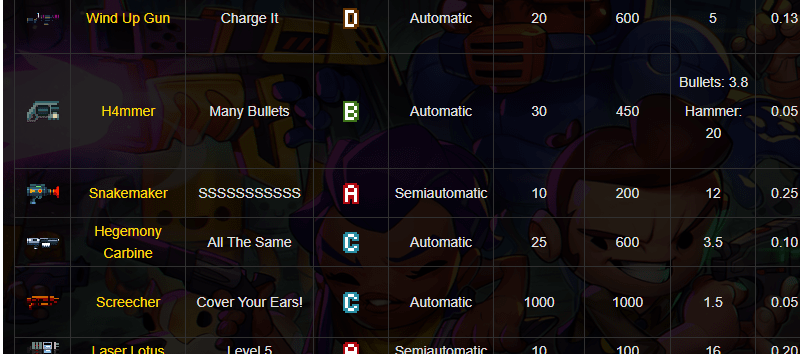 Wind Up Gun Charge It D Automatic 20 600 5 0.13
Bullets: 3.8
H4mmer Many Bullets B Automatic 30 450 Hammer: 0.05
20
Snakemaker SSSSSSSSSSS A Semiautomatic 10 200 12 0.25
Hegemony
Carbine All The Same C Automatic 25 600 3.5 0.10
Screecher Cover Your Ears! C Automatic 1000 1000 1.5 0.05
Laser Lotus Level 5 A Semiautomatic 10 100 16 0.20